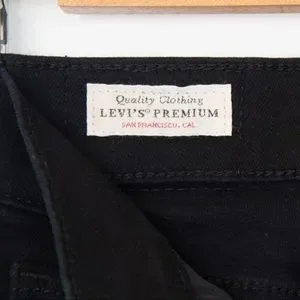 Quality Clothing
LEVI'S® PREMIUM
SAN FRANCISCO, CAL